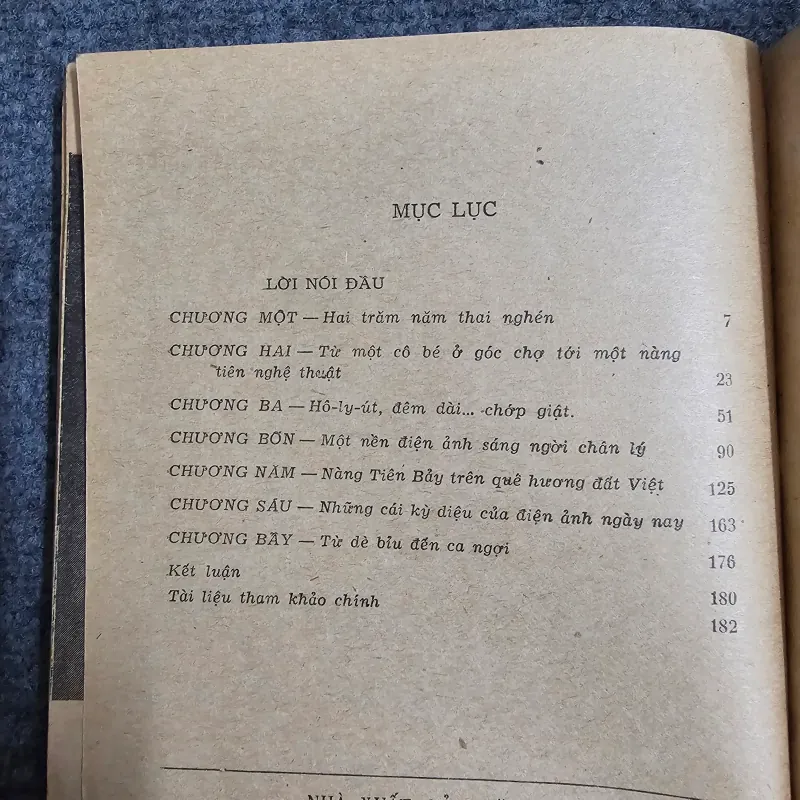 MỤC LỤC
LỜI NÓI ĐẦU
CHƯƠNG MỘT — Hai trăm năm thai nghén 7
CHƯƠNG HAI — Từ một cô bé ở góc chợ tới một nàng
tiên nghệ thuật 23
CHƯƠNG BA — Hô-ly-út, đêm dài... chớp giật. 51
CHƯƠNG BỐN — Một nền điện ảnh sáng ngời chân lý 90
CHƯƠNG NĂM — Nàng Tiên Bảy trên quê hương đất Việt 125
CHƯƠNG SÁU — Những cái kỳ diệu của điện ảnh ngày nay 163
CHƯƠNG BẨY — Từ dè bỉu đến ca ngợi 176
Kết luận 180
Tài liệu tham khảo chính 182
NHÀ XUẤT